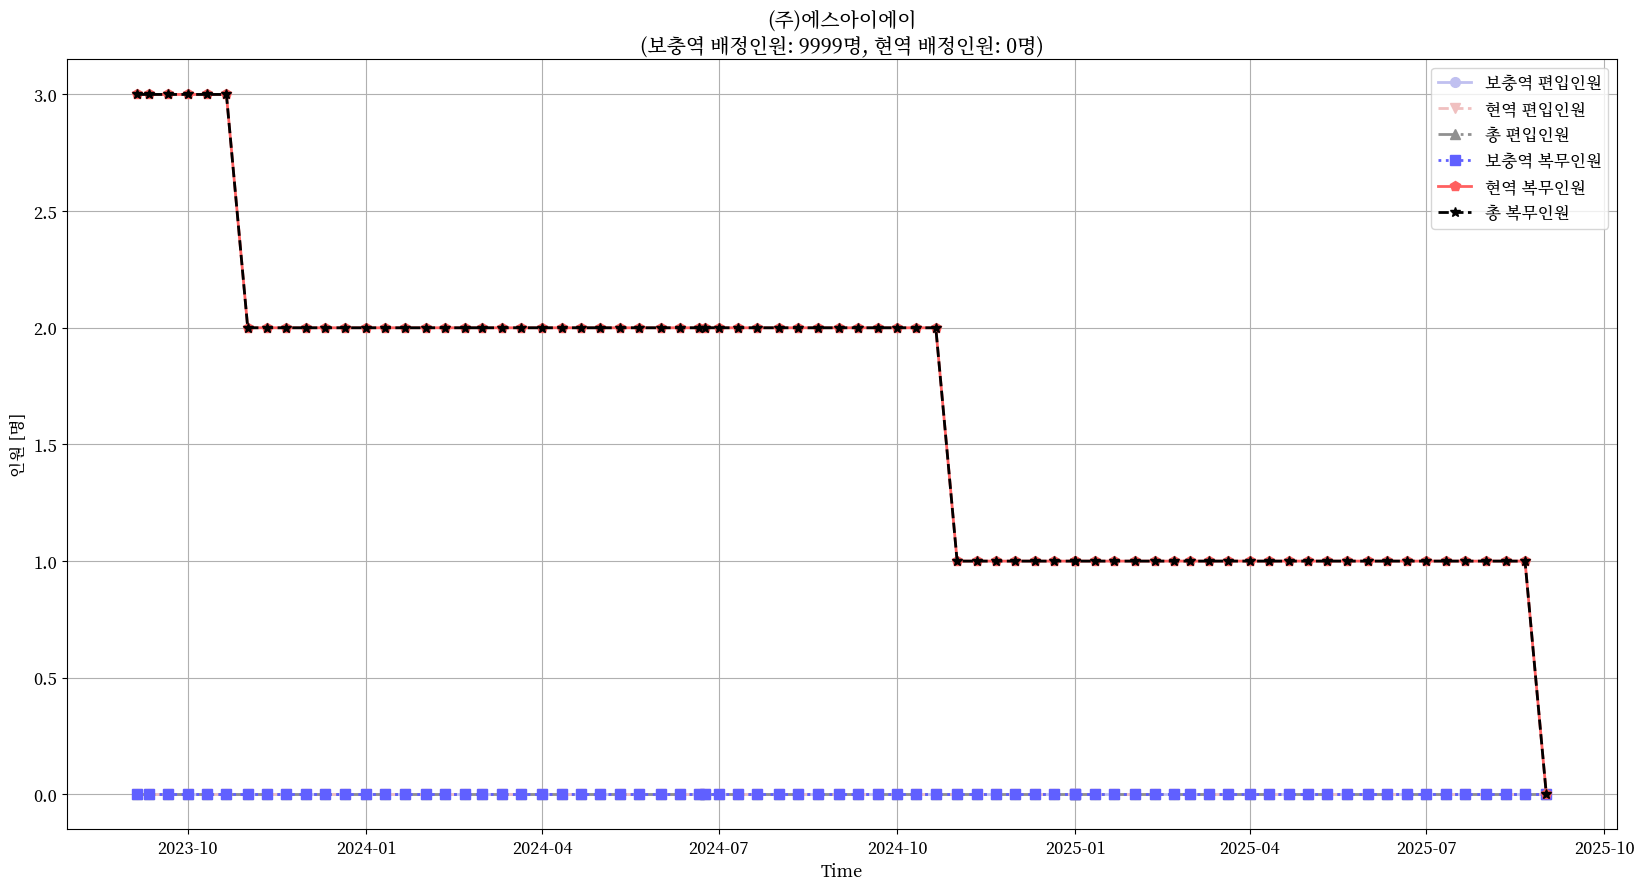 (주)에스아이에이
(보충역 배정인원: 9999명, 현역 배정인원: 0명)
보충역 편입인원
현역 편입인원
총 편입인원
보충역 복무인원
현역 복무인원
총 복무인원
인원 [명]
3.0
2.5
2.0
1.5
1.0
0.5
0.0
2023-10 2024-01 2024-04 2024-07 2024-10 2025-01 2025-04 2025-07 2025-10
Time